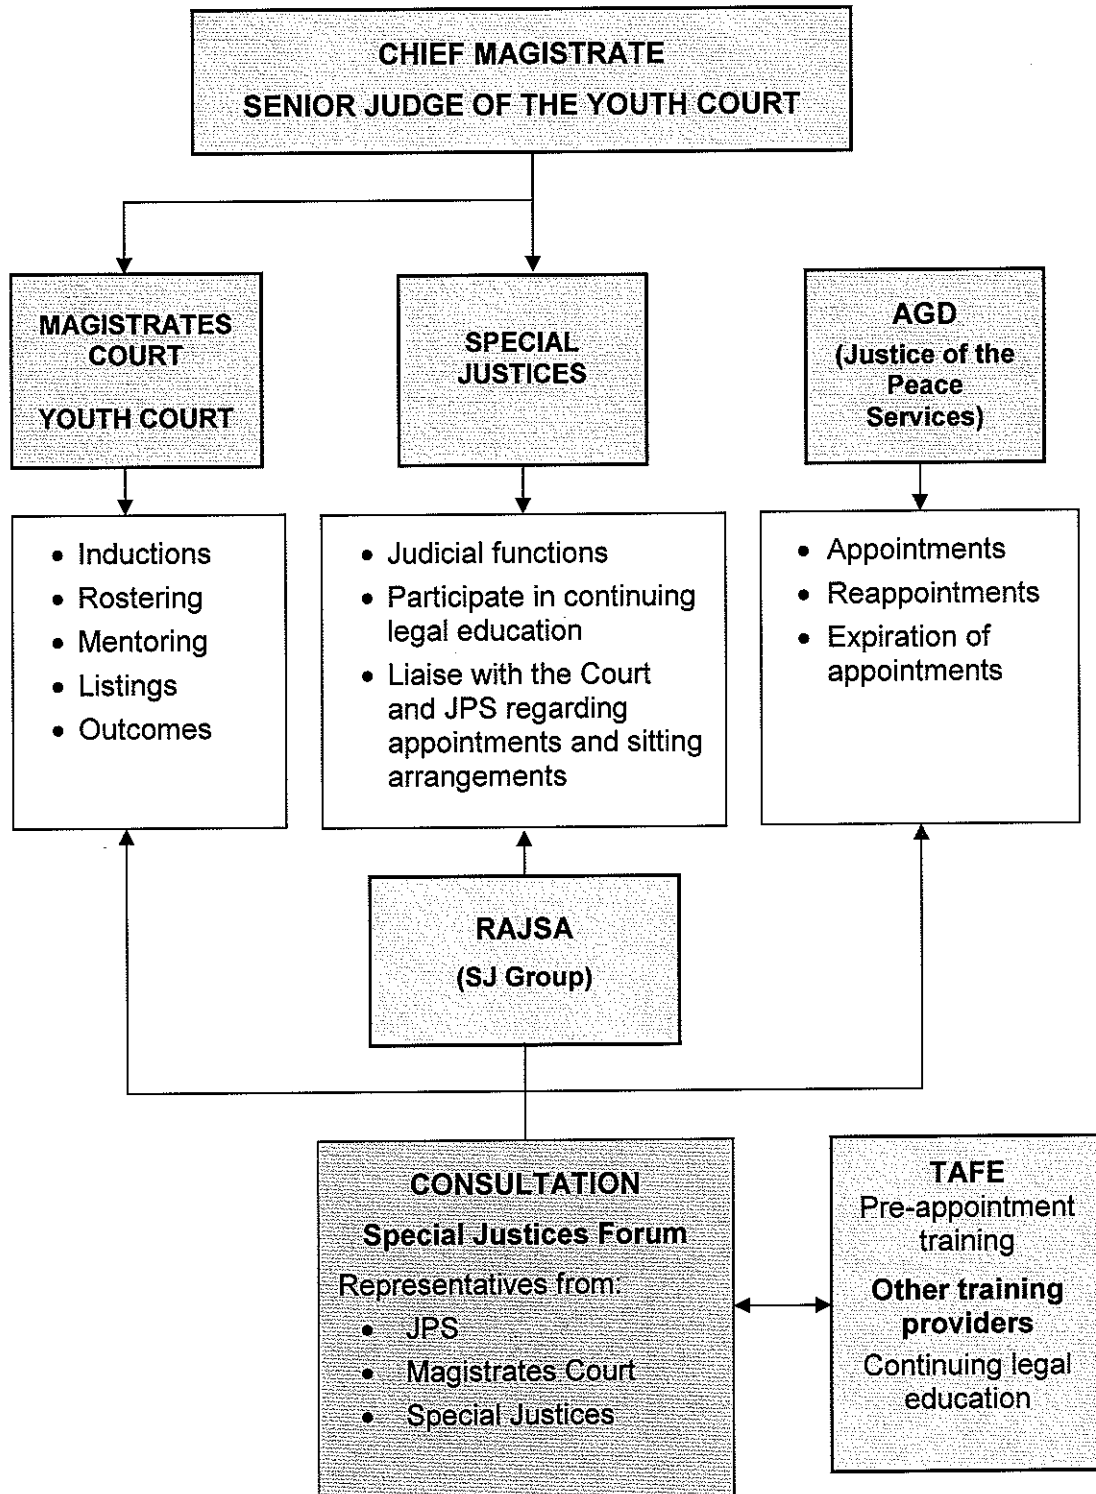 CHIEF MAGISTRATE
SENIOR JUDGE OF THE YOUTH COURT
MAGISTRATES
COURT
YOUTH COURT
SPECIAL
JUSTICES
AGD
(Justice of the
Peace
Services)
• Inductions
• Rostering
• Mentoring
• Listings
• Outcomes
• Judicial functions
• Participate in continuing
legal education
• Liaise with the Court
and JPS regarding
appointments and sitting
arrangements
• Appointments
• Reappointments
• Expiration of
appointments
RAJSA
(SJ Group)
CONSULTATION
Special Justices Forum
Representatives from:
• JPS
• Magistrates Court
• Special Justices
TAFE
Pre-appointment
training
Other training
providers
Continuing legal
education